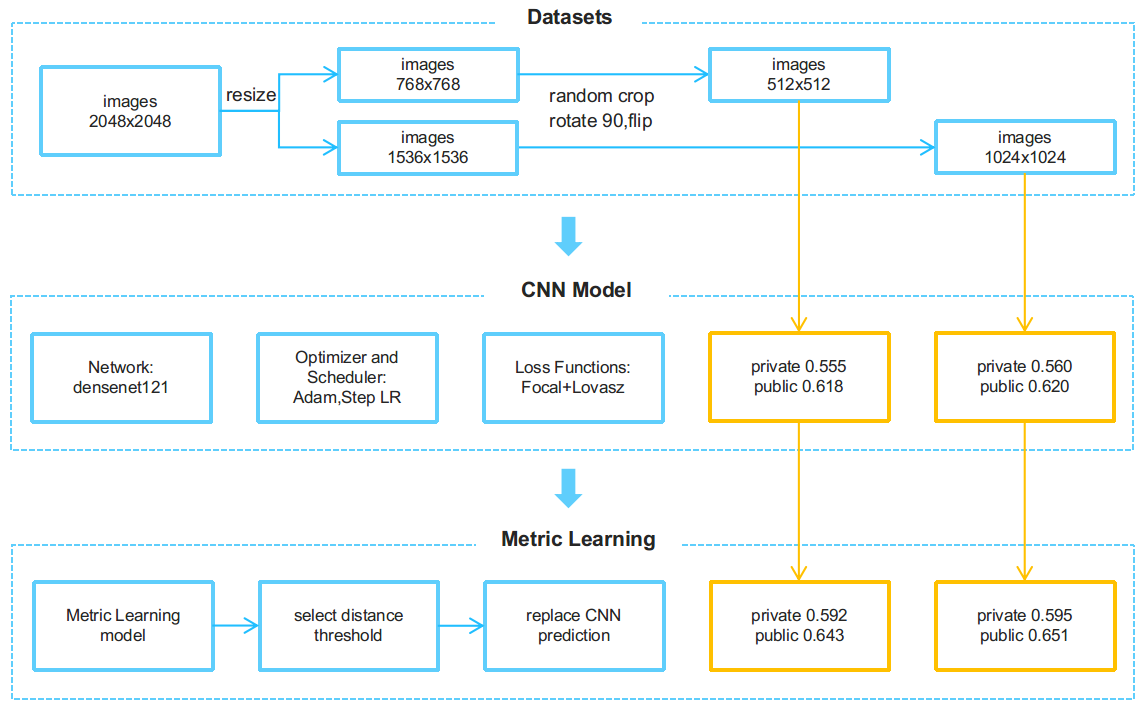 Datasets
images
2048x2048
resize
images
768x768
images
1536x1536
random crop
rotate 90,flip
images
512x512
images
1024x1024
CNN Model
Network:
densenet121
Optimizer and
Scheduler:
Adam,Step LR
Loss Functions:
Focal+Lovasz
private 0.555
public 0.618
private 0.560
public 0.620
Metric Learning
Metric Learning
model
select distance
threshold
replace CNN
prediction
private 0.592
public 0.643
private 0.595
public 0.651